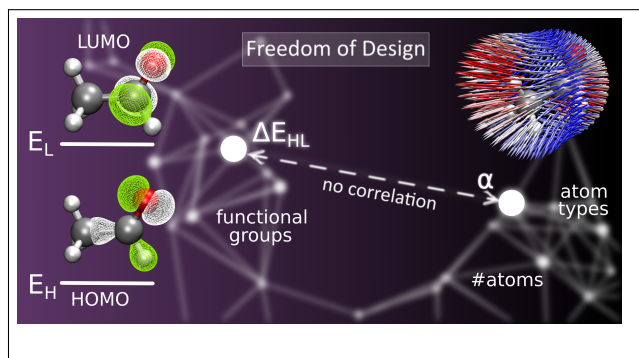 LUMO
Freedom of Design
E_L
ΔE_HL
no correlation
α
atom
types
functional
groups
#atoms
E_H
HOMO